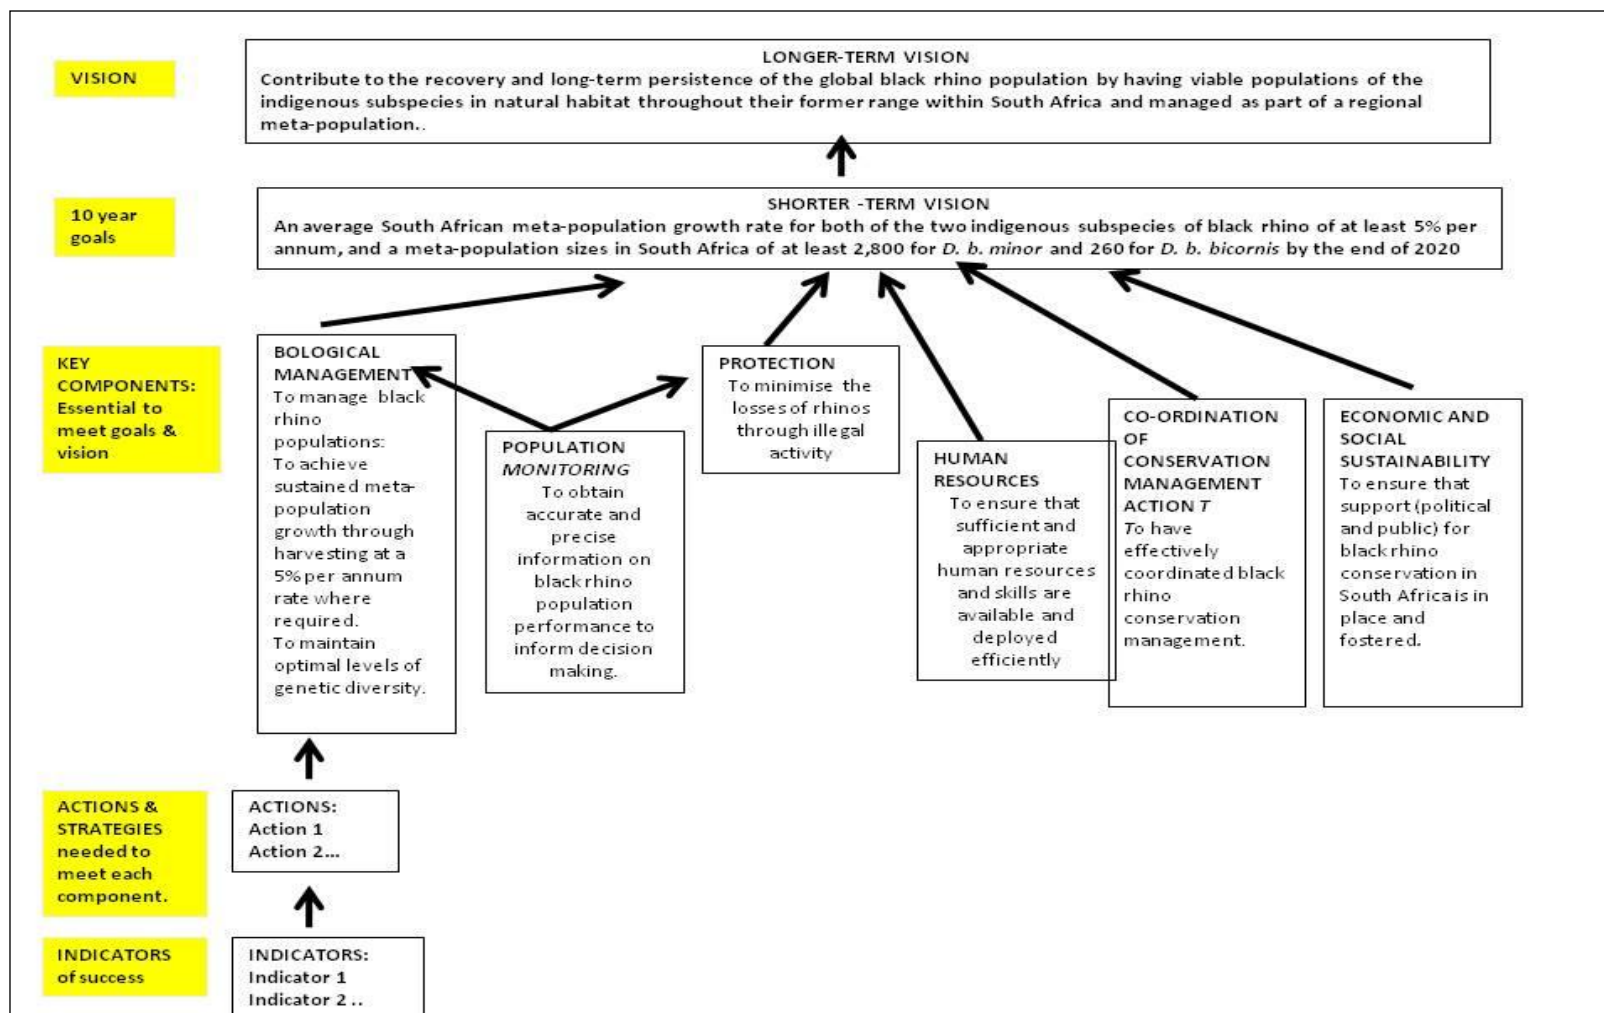 VISION
LONGER-TERM VISION
Contribute to the recovery and long-term persistence of the global black rhino population by having viable populations of the
indigenous subspecies in natural habitat throughout their former range within South Africa and managed as part of a regional
meta-population..
10 year
goals
SHORTER -TERM VISION
An average South African meta-population growth rate for both of the two indigenous subspecies of black rhino of at least 5% per
annum, and a meta-population sizes in South Africa of at least 2,800 for D. b. minor and 260 for D. b. bicornis by the end of 2020
KEY
COMPONENTS:
Essential to
meet goals &
vision
BOLOGICAL
MANAGEMENT
To manage black
rhino
populations:
To achieve
sustained meta-
population
growth through
harvesting at a
5% per annum
rate where
required.
To maintain
optimal levels of
genetic diversity.
POPULATION
MONITORING
To obtain
accurate and
precise
information on
black rhino
population
performance to
inform decision
making.
PROTECTION
To minimise the
losses of rhinos
through illegal
activity
HUMAN
RESOURCES
To ensure that
sufficient and
appropriate
human resources
and skills are
available and
deployed
efficiently
CO-ORDINATION
OF
CONSERVATION
MANAGEMENT
ACTION T
To have
effectively
coordinated black
rhino
conservation
management.
ECONOMIC AND
SOCIAL
SUSTAINABILITY
To ensure that
support (political
and public) for
black rhino
conservation in
South Africa is in
place and
fostered.
ACTIONS &
STRATEGIES
needed to
meet each
component.
ACTIONS:
Action 1
Action 2...
INDICATORS
of success
INDICATORS:
Indicator 1
Indicator 2 ..